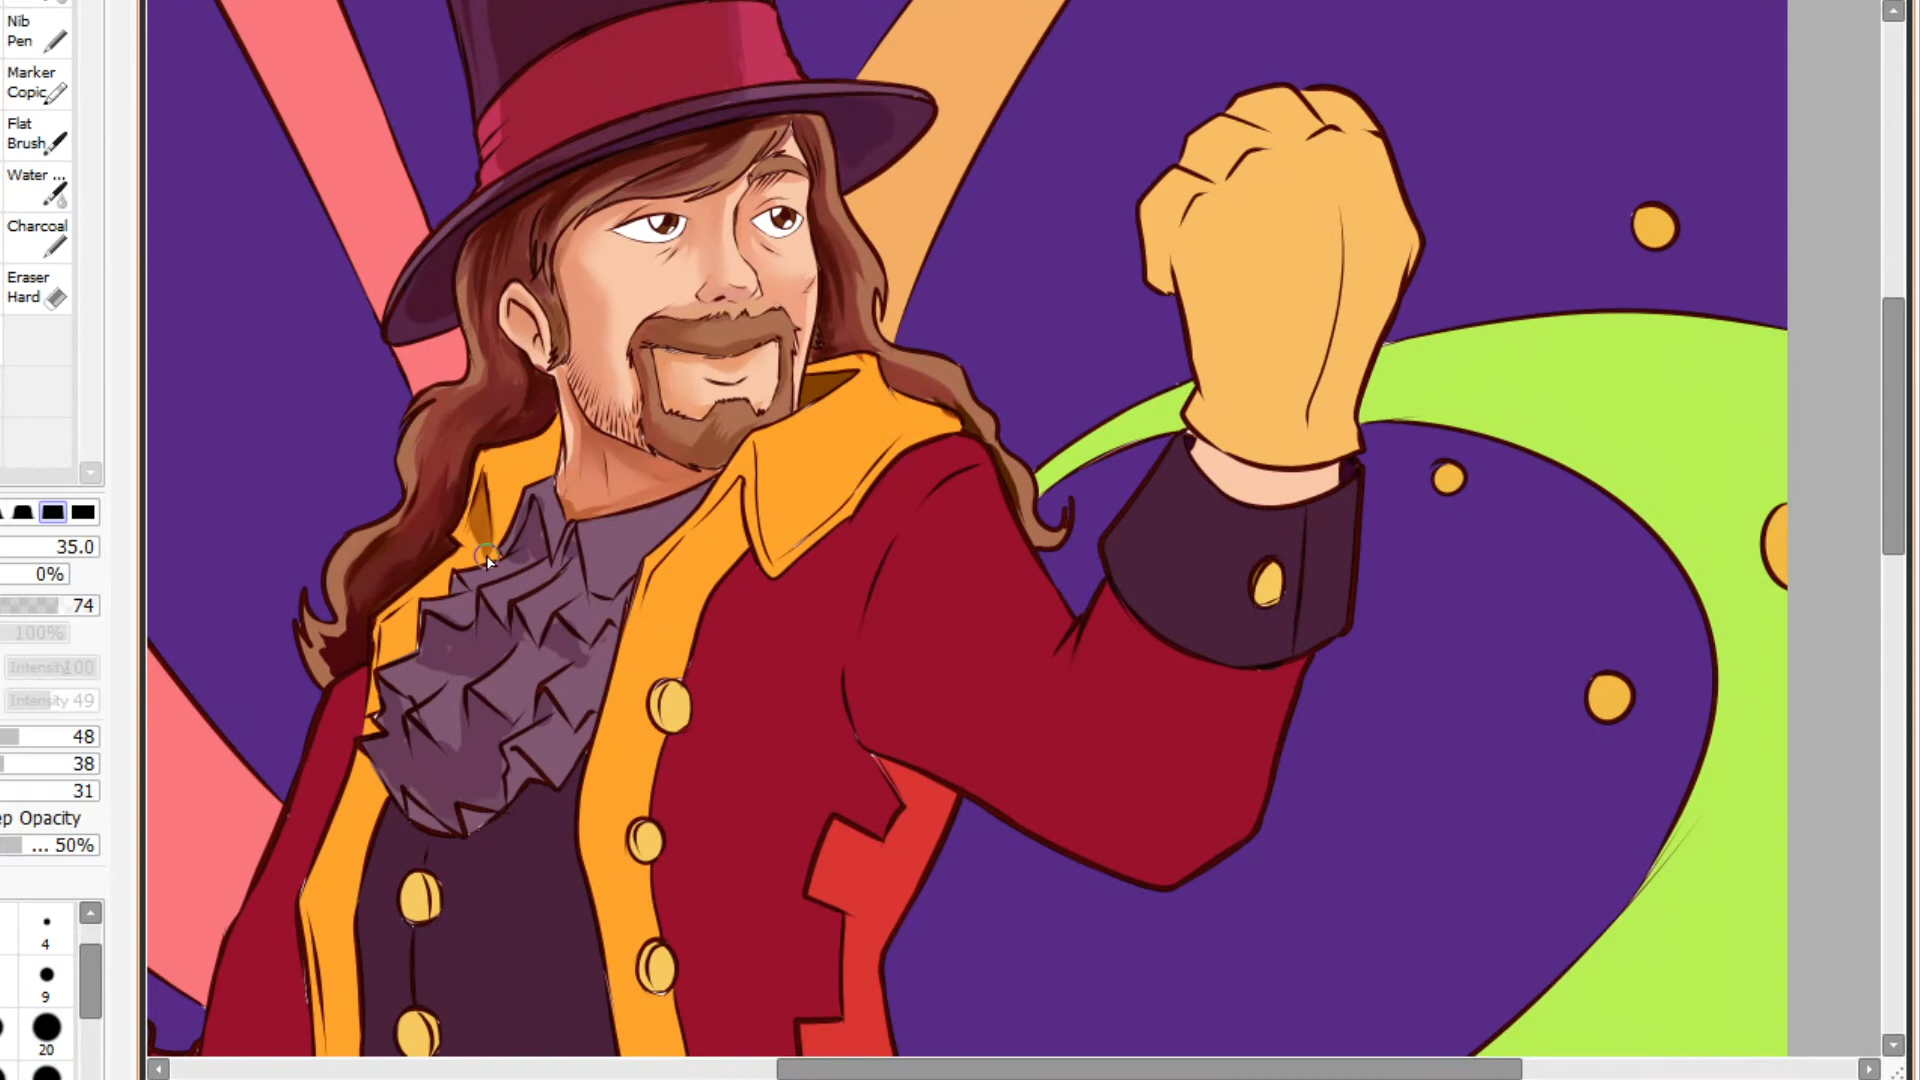 Nib
Pen
Marker
Copic
Flat
Brush
Water ...
Charcoal
Eraser
Hard
35.0
0%
74
100%
Intensity 100
Intensity 49
48
38
31
ep Opacity
... 50%
4
9
20